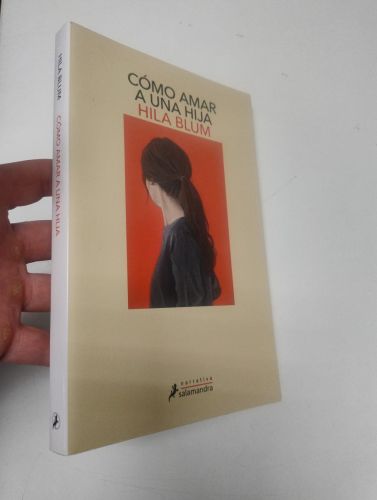 CÓMO AMAR
A UNA HIJA
HILA BLUM
narrativa
salamandra
HILA BLUM
CÓMO AMAR A UNA HIJA